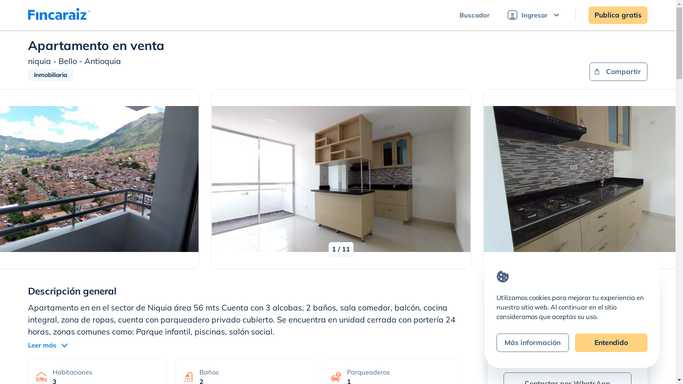 Fincaraiz
Buscador
Ingresar
Publica gratis
Apartamento en venta
niquia - Bello - Antioquia
Inmobiliaria
Compartir
1 / 11
Descripción general
Apartamento en en el sector de Niquia área 56 mts Cuenta con 3 alcobas, 2 baños, sala comedor, balcón, cocina
integral, zona de ropas, cuenta con parqueadero privado cubierto. Se encuentra en unidad cerrada con portería 24
horas, zonas comunes como: Parque infantil, piscinas, salón social.
Leer más
Habitaciones
3
Baños
2
Parqueaderos
1
Utilizamos cookies para mejorar tu experiencia en
nuestro sitio web. Al continuar en el sitio
consideramos que aceptas su uso.
Más información
Entendido
Contactar por WhatsApp